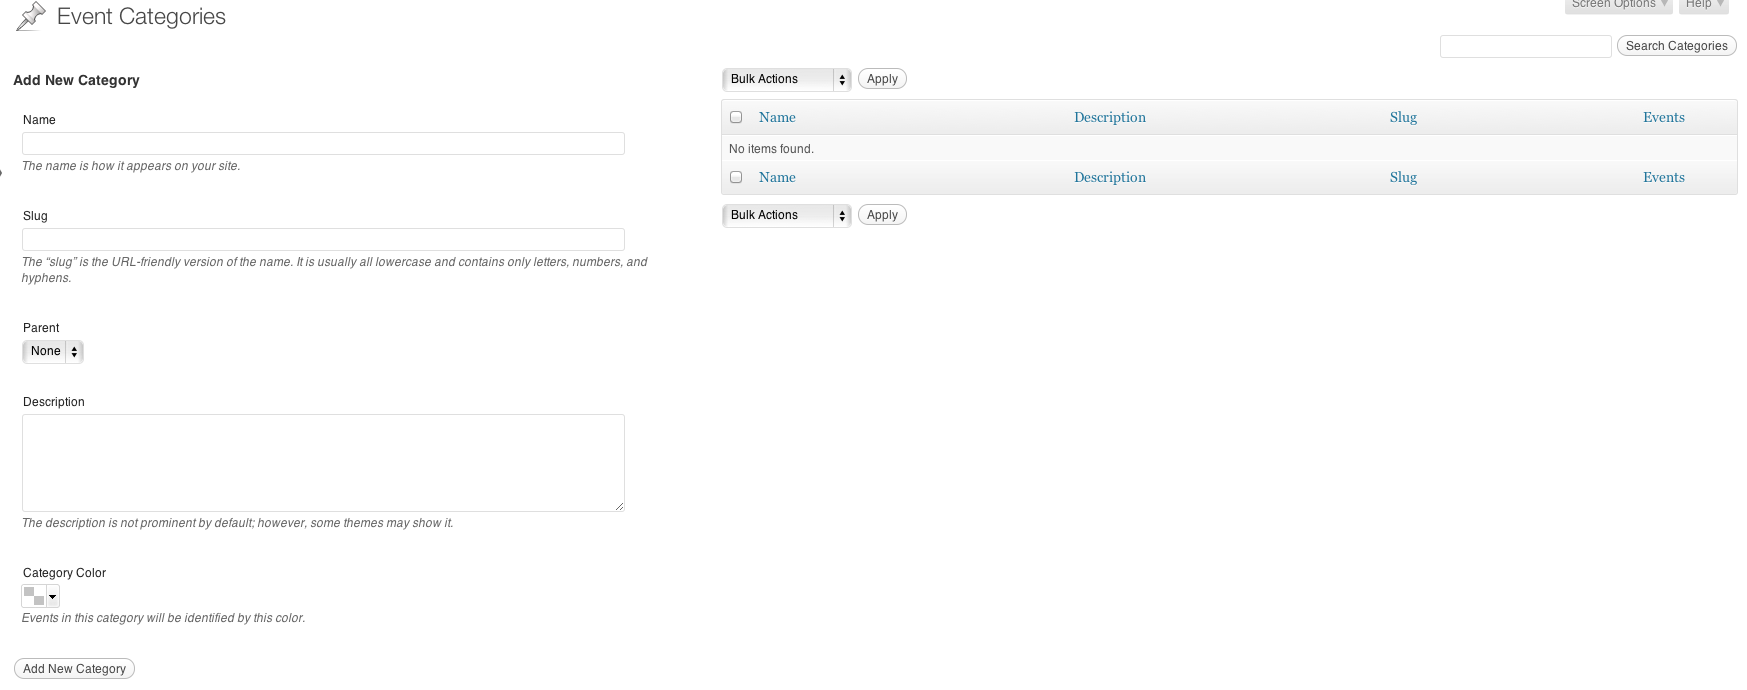 Event Categories
Screen Options
Help
Search Categories
Add New Category
Name
The name is how it appears on your site.
Slug
The “slug” is the URL-friendly version of the name. It is usually all lowercase and contains only letters, numbers, and
hyphens.
Parent
None
Description
The description is not prominent by default; however, some themes may show it.
Category Color
Events in this category will be identified by this color.
Add New Category
Bulk Actions Apply
Name Description Slug Events
No items found.
Name Description Slug Events
Bulk Actions Apply